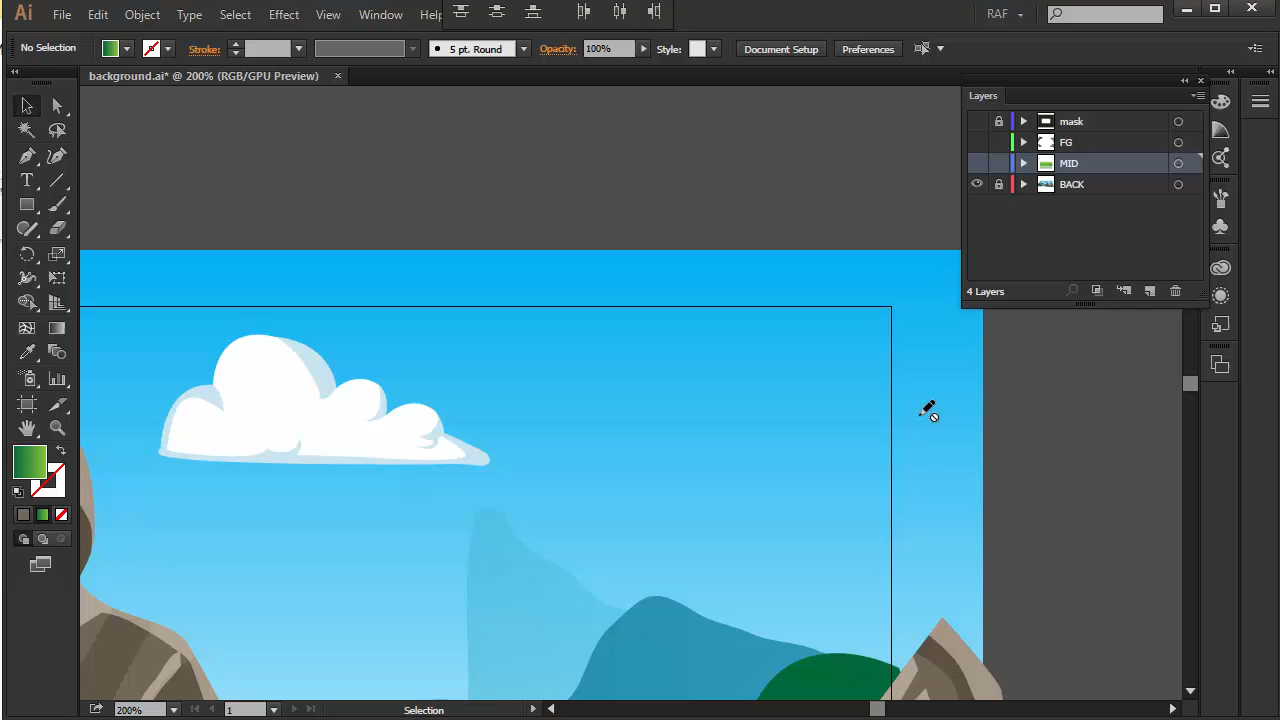 Ai File Edit Object Type Select Effect View Window Help RAF
No Selection Stroke: 5 pt. Round Opacity: 100% Style: Document Setup Preferences
background.ai* @ 200% (RGB/GPU Preview) ×
Layers
mask
FG
MID
BACK
4 Layers
T
200% 1 Selection